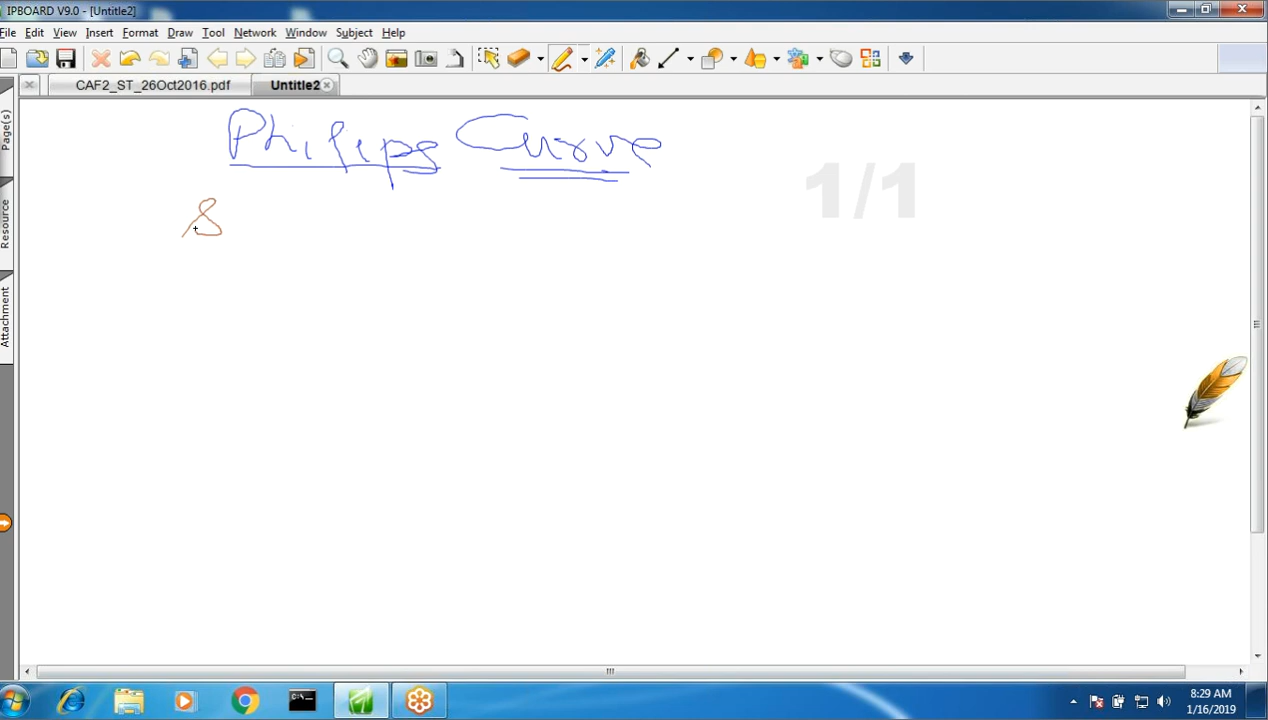 IPBOARD V9.0 - [Untitle2]
File Edit View Insert Format Draw Tool Network Window Subject Help
CAF2_ST_26Oct2016.pdf Untitle2
Page(s)
Resource
Attachment
Philips Curve
1/1
S
8:29 AM
1/16/2019